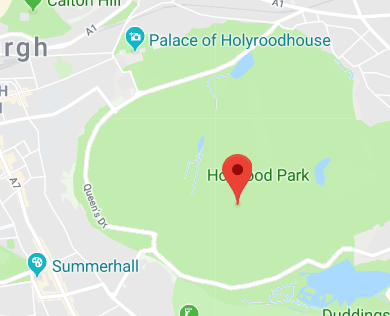 Calton Hill
A1
A1
Palace of Holyroodhouse
rgh
H
Ho ood Park
A7
Queen's Dr
Summerhall
Duddings